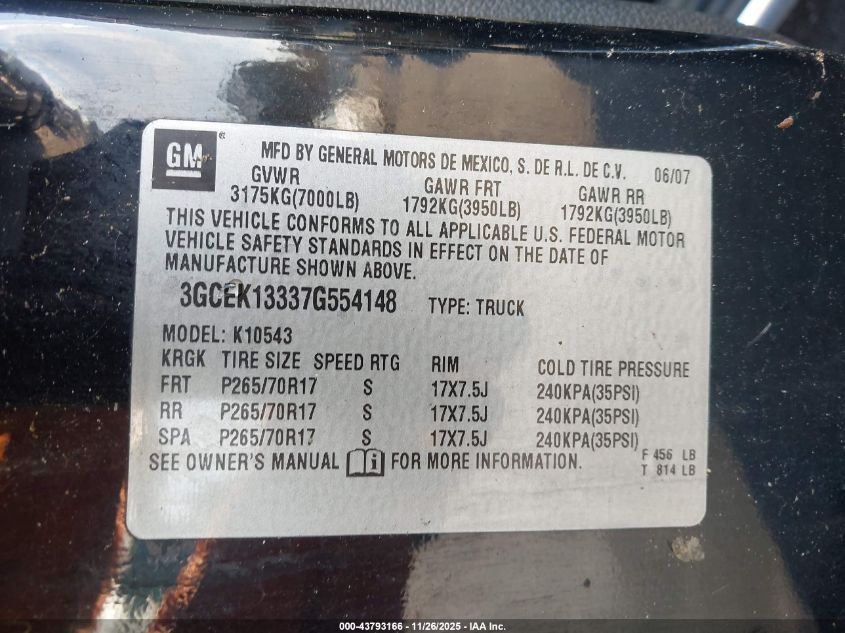 GM ®
MFD BY GENERAL MOTORS DE MEXICO, S. DE R.L. DE C.V. 06/07
GVWR GAWR FRT GAWR RR
3175KG(7000LB) 1792KG(3950LB) 1792KG(3950LB)
THIS VEHICLE CONFORMS TO ALL APPLICABLE U.S. FEDERAL MOTOR
VEHICLE SAFETY STANDARDS IN EFFECT ON THE DATE OF
MANUFACTURE SHOWN ABOVE.
3GCEK13337G554148 TYPE: TRUCK
MODEL: K10543
KRGK TIRE SIZE SPEED RTG RIM COLD TIRE PRESSURE
FRT P265/70R17 S 17X7.5J 240KPA(35PSI)
RR P265/70R17 S 17X7.5J 240KPA(35PSI)
SPA P265/70R17 S 17X7.5J 240KPA(35PSI)
SEE OWNER'S MANUAL i FOR MORE INFORMATION.
F 456 LB
T 814 LB
000-43793166 - 11/26/2025 - IAA Inc.